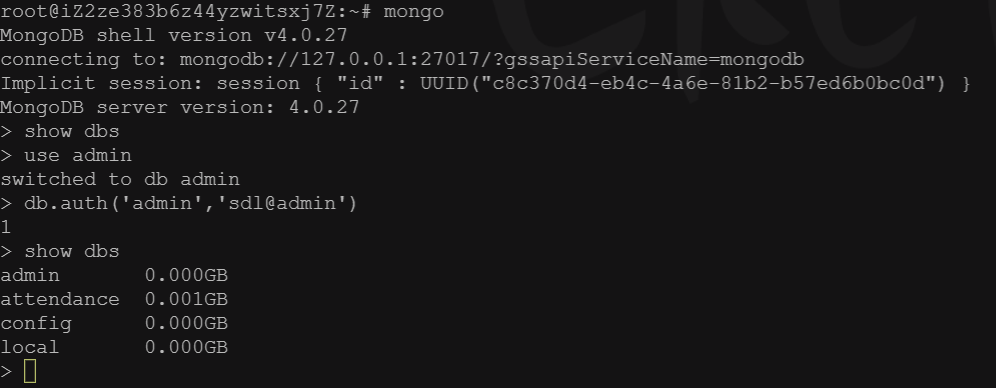 root@iZ2ze383b6z44yzwitsxj7Z:~# mongo
MongoDB shell version v4.0.27
connecting to: mongodb://127.0.0.1:27017/?gssapiServiceName=mongodb
Implicit session: session { "id" : UUID("c8c370d4-eb4c-4a6e-81b2-b57ed6b0bc0d") }
MongoDB server version: 4.0.27
> show dbs
> use admin
switched to db admin
> db.auth('admin','sdl@admin')
1
> show dbs
admin       0.000GB
attendance  0.001GB
config      0.000GB
local       0.000GB
>